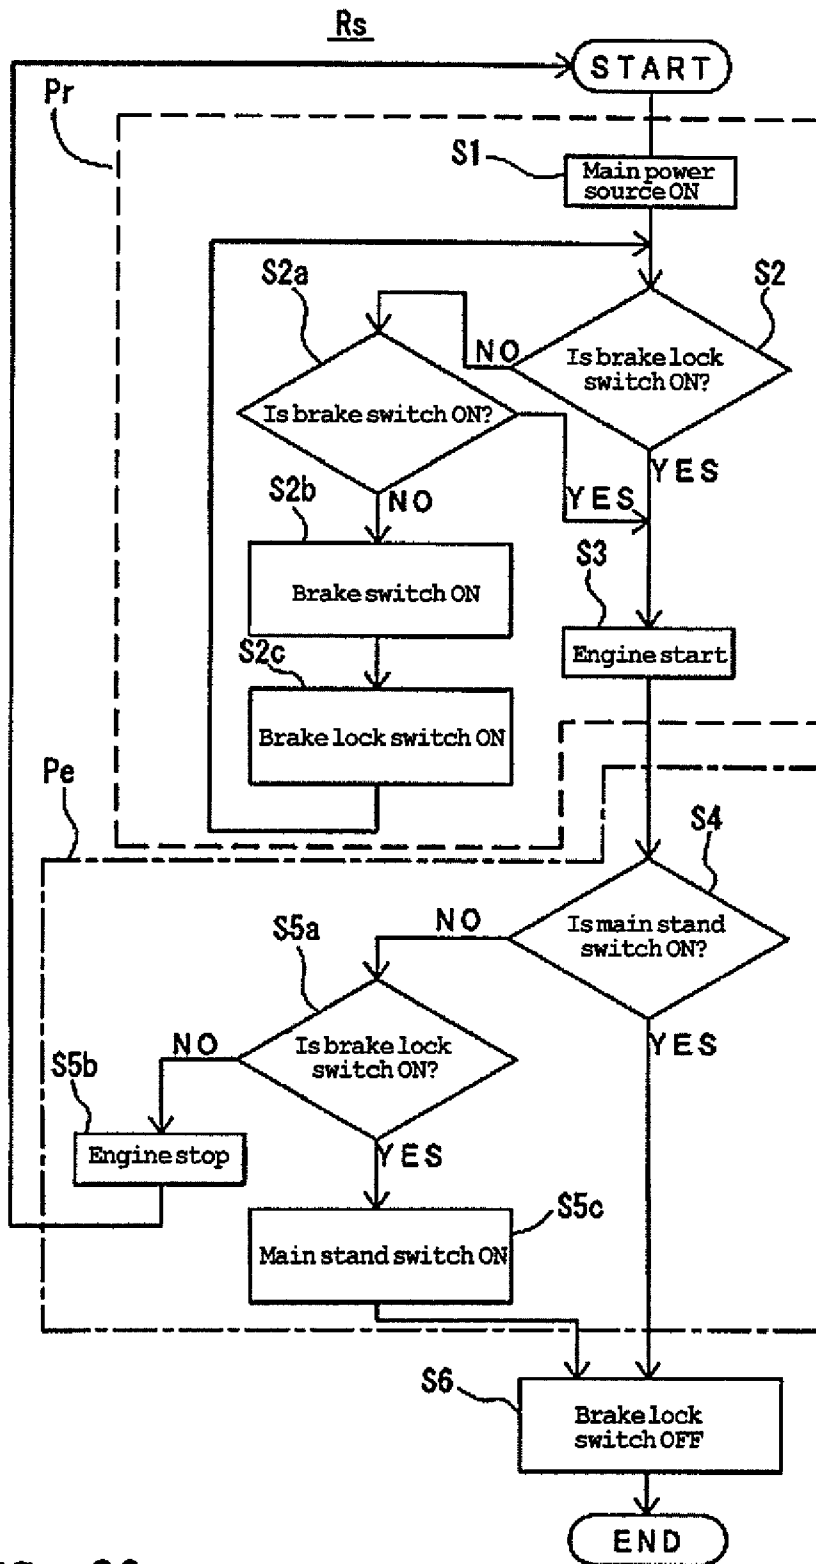 Rs
START
Pr
S1
Main power
source ON
S2a
S2
NO
Is brake lock
switch ON?
Is brake switch ON?
YES
S2b
NO
YES
S3
Brake switch ON
S2c
Engine start
Brake lock switch ON
Pe
S4
NO
Is main stand
switch ON?
S5a
NO
Is brake lock
switch ON?
YES
S5b
Engine stop
YES
S5c
Main stand switch ON
S6
Brake lock
switch OFF
END